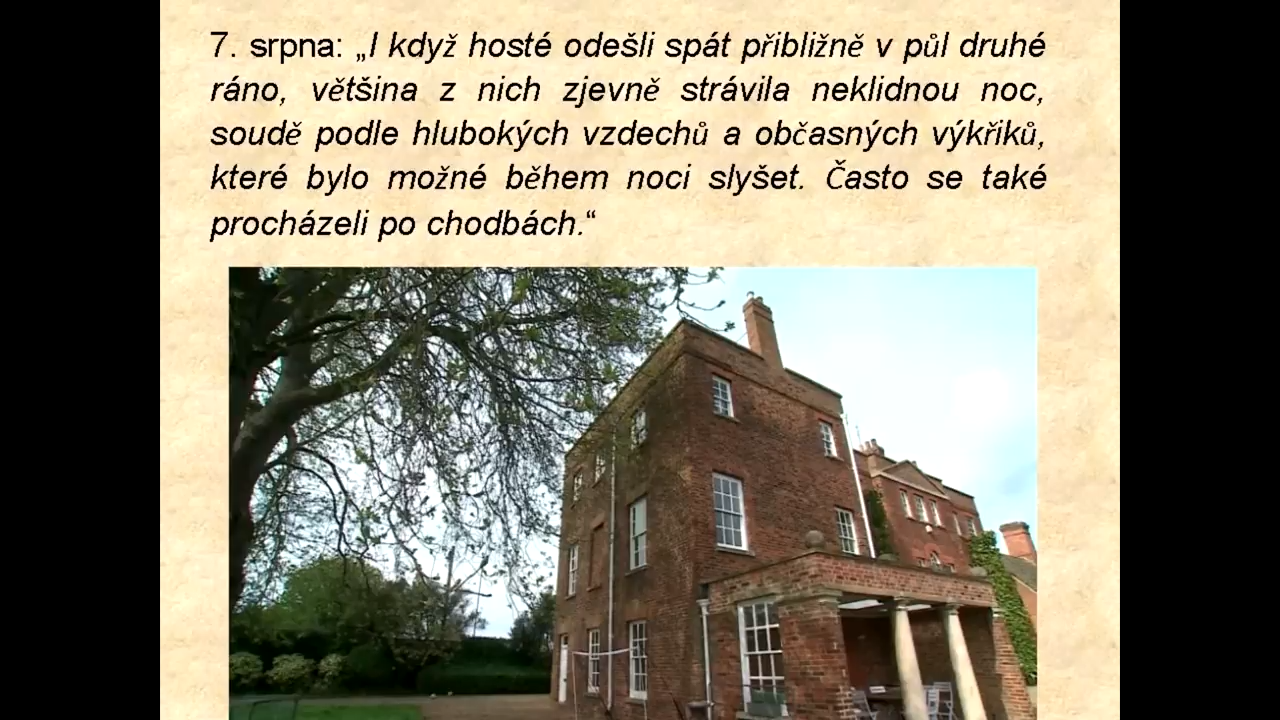 7. srpna: „I když hosté odešli spát přibližně v půl druhé
ráno, většina z nich zjevně strávila neklidnou noc,
soudě podle hlubokých vzdechů a občasných výkřiků,
které bylo možné během noci slyšet. Často se také
procházeli po chodbách.“